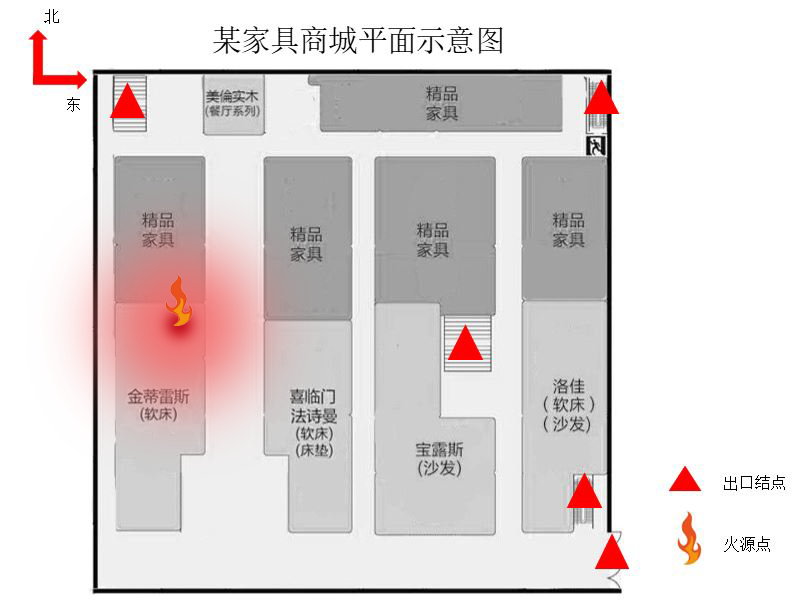 北
东
某家具商城平面示意图
美倫实木
(餐厅系列)
精品
家具
精品
家具
精品
家具
精品
家具
精品
家具
金蒂雷斯
(软床)
喜临门
法诗曼
(软床)
(床垫)
宝露斯
(沙发)
洛佳
(软床)
(沙发)
出口结点
火源点